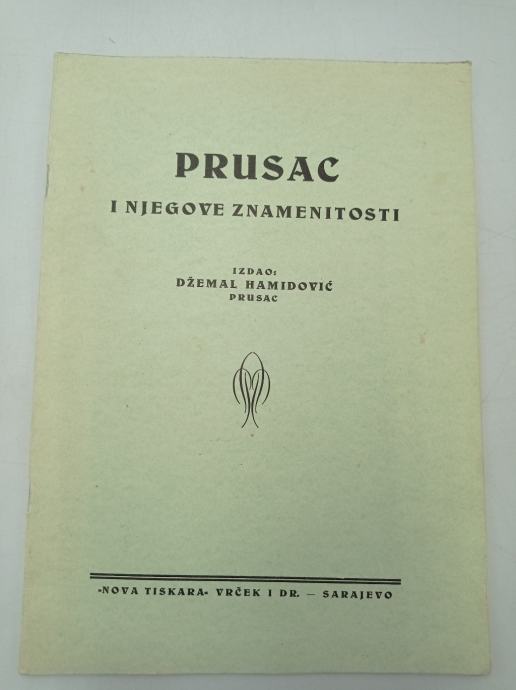 PRUSAC
I NJEGOVE ZNAMENITOSTI
IZDAO:
DŽEMAL HAMIDOVIĆ
PRUSAC
»NOVA TISKARA« VRČEK I DR. — SARAJEVO